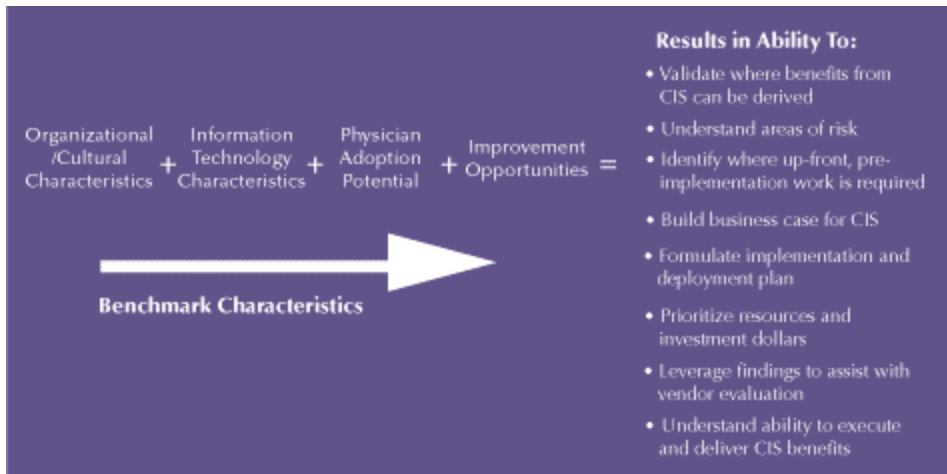 Organizational
/Cultural
Characteristics
+
Information
Technology
Characteristics
+
Physician
Adoption
Potential
+
Improvement
Opportunities
=
Benchmark Characteristics
Results in Ability To:
• Validate where benefits from
CIS can be derived
• Understand areas of risk
• Identify where up-front, pre-
implementation work is required
• Build business case for CIS
• Formulate implementation and
deployment plan
• Prioritize resources and
investment dollars
• Leverage findings to assist with
vendor evaluation
• Understand ability to execute
and deliver CIS benefits